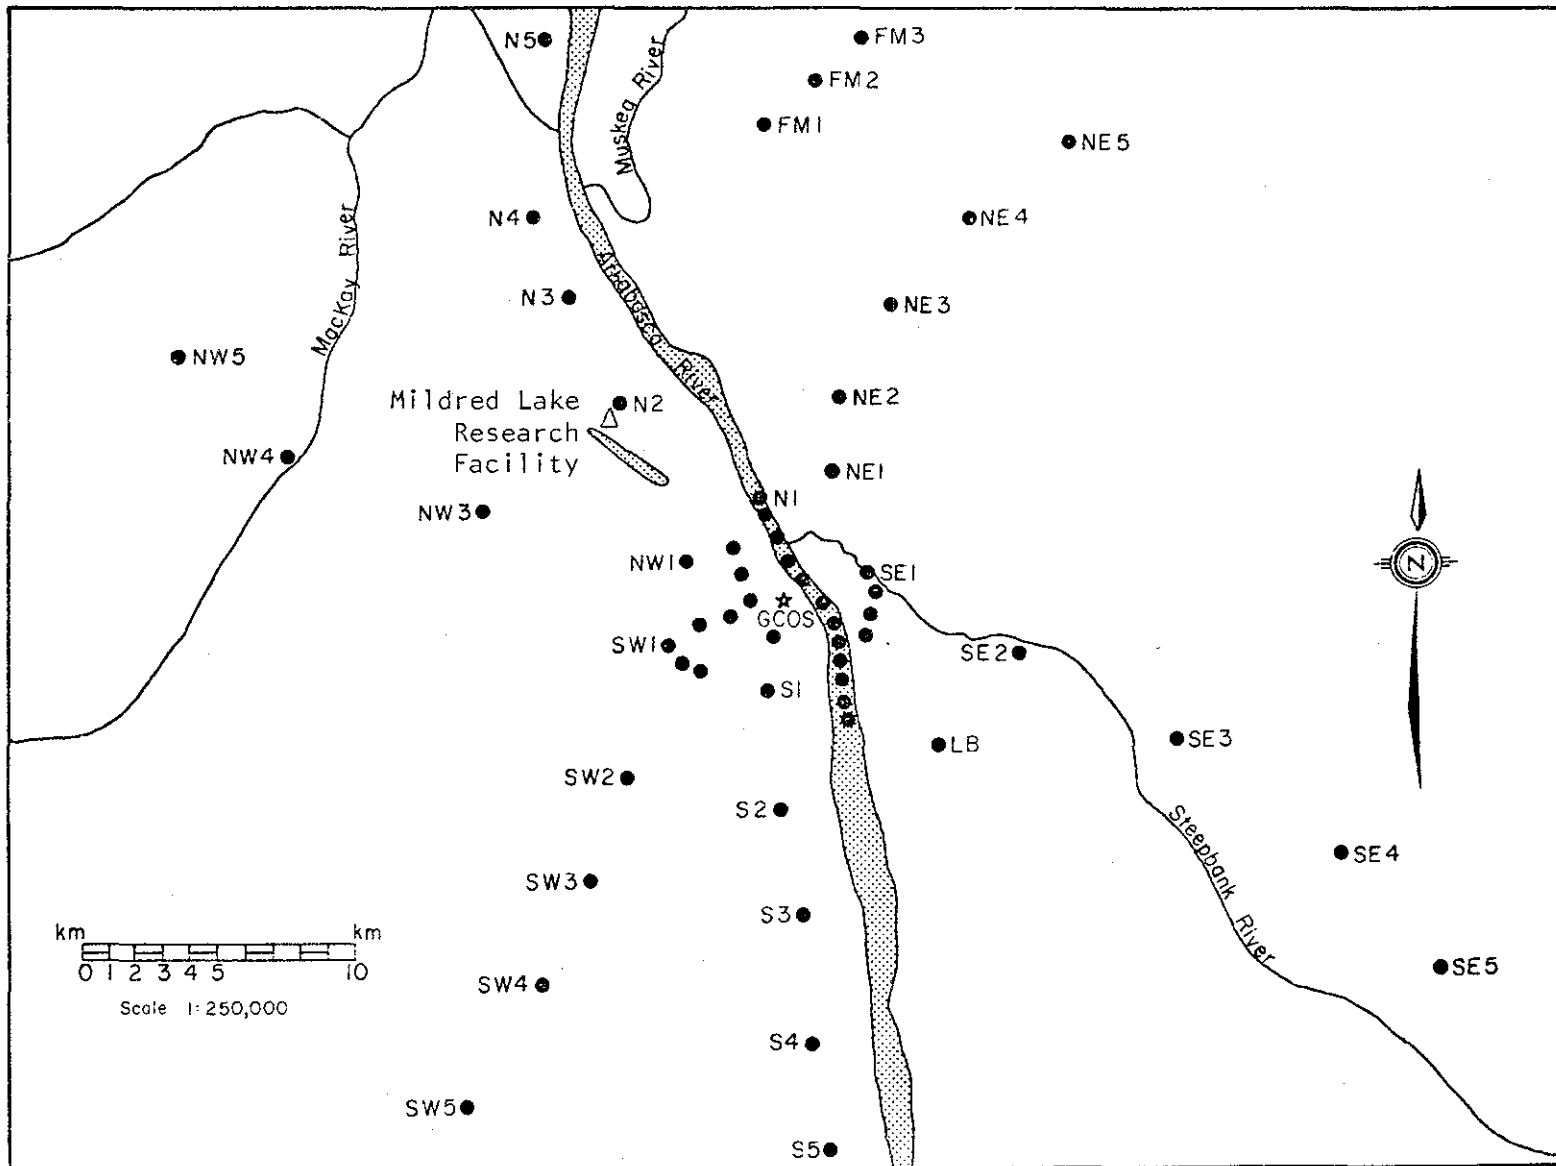 N5
FM3
FM2
FM1
Muskeg River
NE5
N4
NE4
MacKay River
Athabasca River
N3
NE3
NW5
NE2
Mildred Lake
Research
Facility
N2
NW4
NE1
N1
NW3
NW1
SE1
GCOS
SW1
SE2
S1
SE3
LB
SW2
S2
Steepbank River
SE4
SW3
S3
SE5
km km
0 1 2 3 4 5 10
Scale 1:250,000
SW4
S4
SW5
S5
N